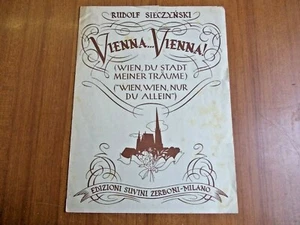 RUDOLF SIECZYŃSKI
VIENNA...VIENNA!
(WIEN, DU STADT
MEINER TRÄUME)
("WIEN, WIEN, NUR
DU ALLEIN")
EDIZIONI SUVINI ZERBONI-MILANO